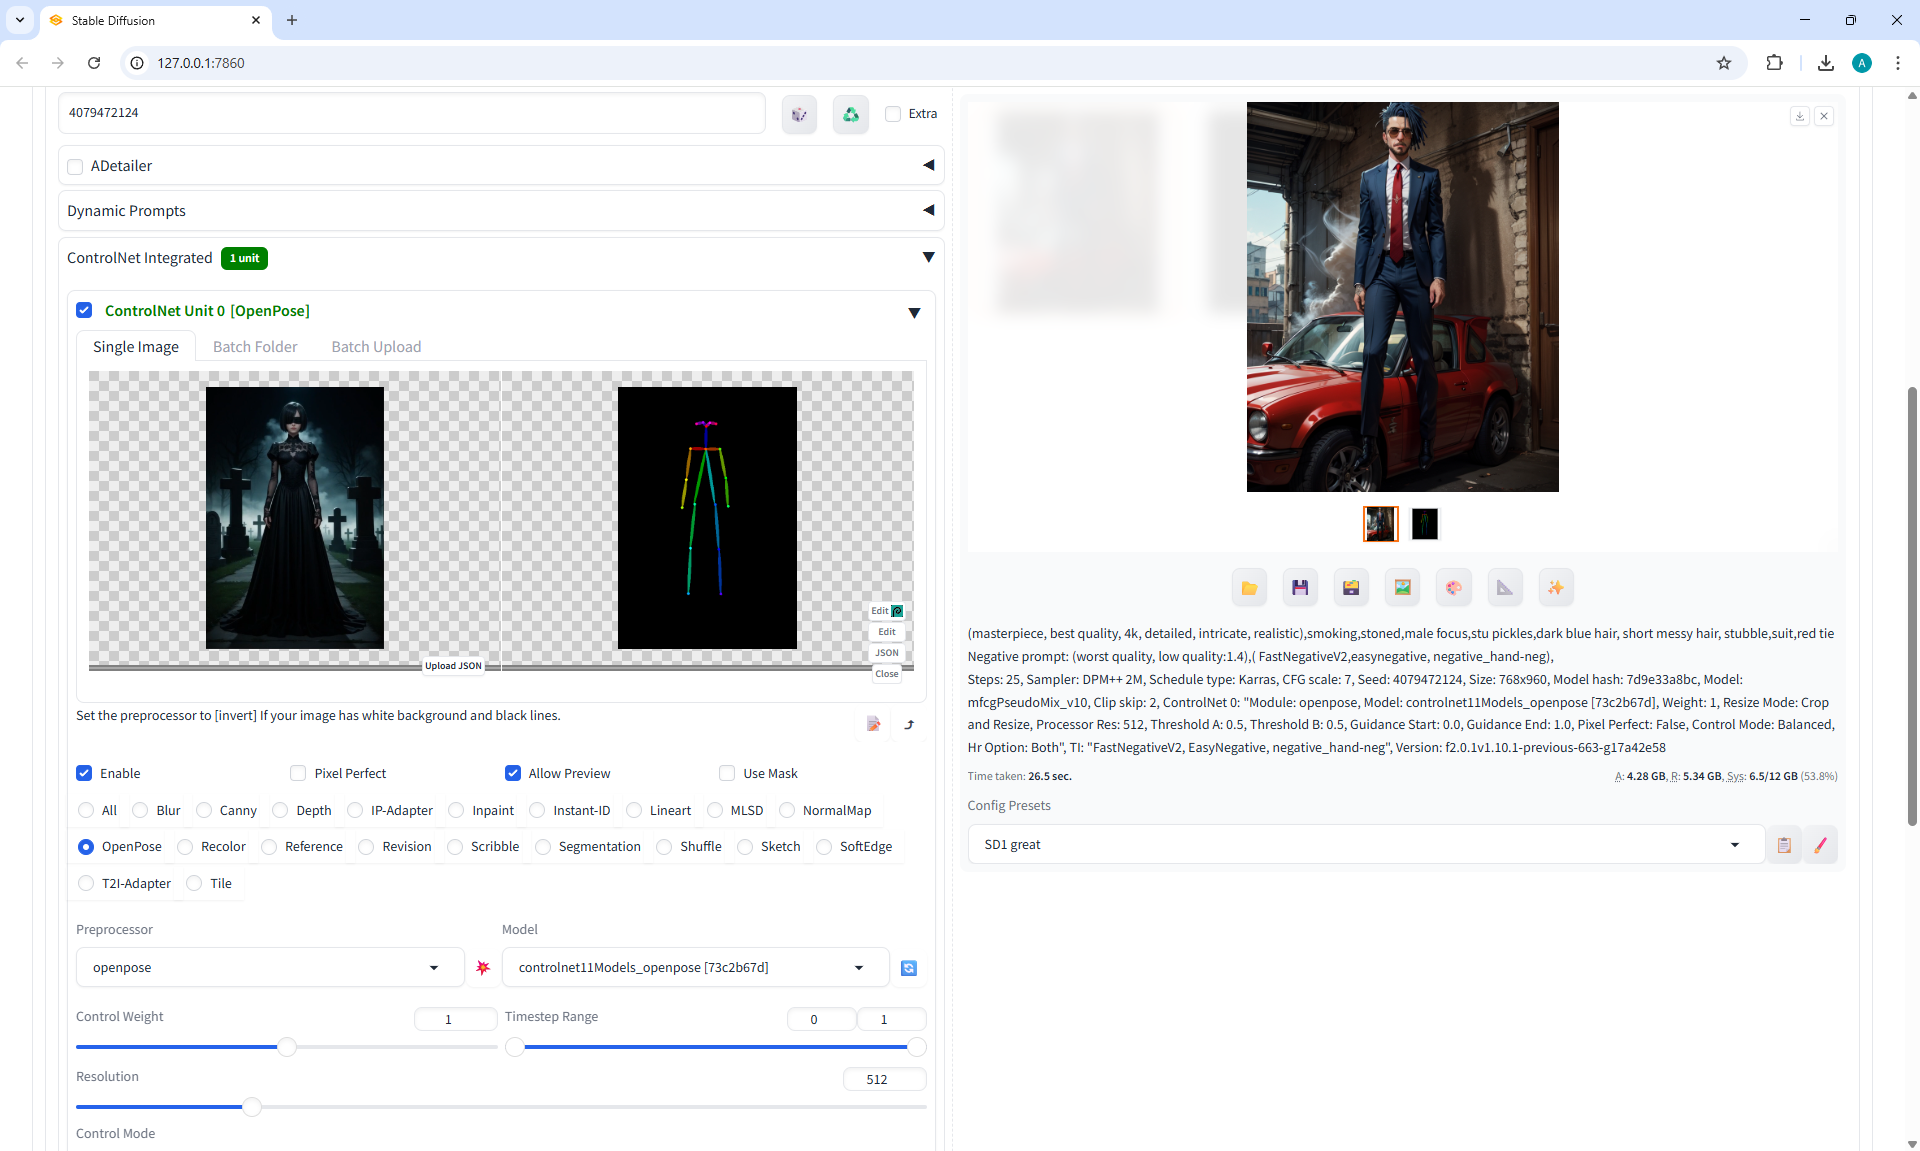 Stable Diffusion
127.0.0.1:7860
A
4079472124
Extra
ADetailer
Dynamic Prompts
ControlNet Integrated 1 unit
ControlNet Unit 0 [OpenPose]
Single Image Batch Folder Batch Upload
Edit
Edit
JSON
Upload JSON
Close
Set the preprocessor to [invert] If your image has white background and black lines.
Enable Pixel Perfect Allow Preview Use Mask
All Blur Canny Depth IP-Adapter Inpaint Instant-ID Lineart MLSD NormalMap
OpenPose Recolor Reference Revision Scribble Segmentation Shuffle Sketch SoftEdge
T2I-Adapter Tile
Preprocessor Model
openpose controlnet11Models_openpose [73c2b67d]
Control Weight 1 Timestep Range 0 1
Resolution 512
Control Mode
(masterpiece, best quality, 4k, detailed, intricate, realistic),smoking,stoned,male focus,stu pickles,dark blue hair, short messy hair, stubble,suit,red tie
Negative prompt: (worst quality, low quality:1.4),( FastNegativeV2,easynegative, negative_hand-neg),
Steps: 25, Sampler: DPM++ 2M, Schedule type: Karras, CFG scale: 7, Seed: 4079472124, Size: 768x960, Model hash: 7d9e33a8bc, Model:
mfcgPseudoMix_v10, Clip skip: 2, ControlNet 0: "Module: openpose, Model: controlnet11Models_openpose [73c2b67d], Weight: 1, Resize Mode: Crop
and Resize, Processor Res: 512, Threshold A: 0.5, Threshold B: 0.5, Guidance Start: 0.0, Guidance End: 1.0, Pixel Perfect: False, Control Mode: Balanced,
Hr Option: Both", TI: "FastNegativeV2, EasyNegative, negative_hand-neg", Version: f2.0.1v1.10.1-previous-663-g17a42e58
Time taken: 26.5 sec. A: 4.28 GB, R: 5.34 GB, Sys: 6.5/12 GB (53.8%)
Config Presets
SD1 great